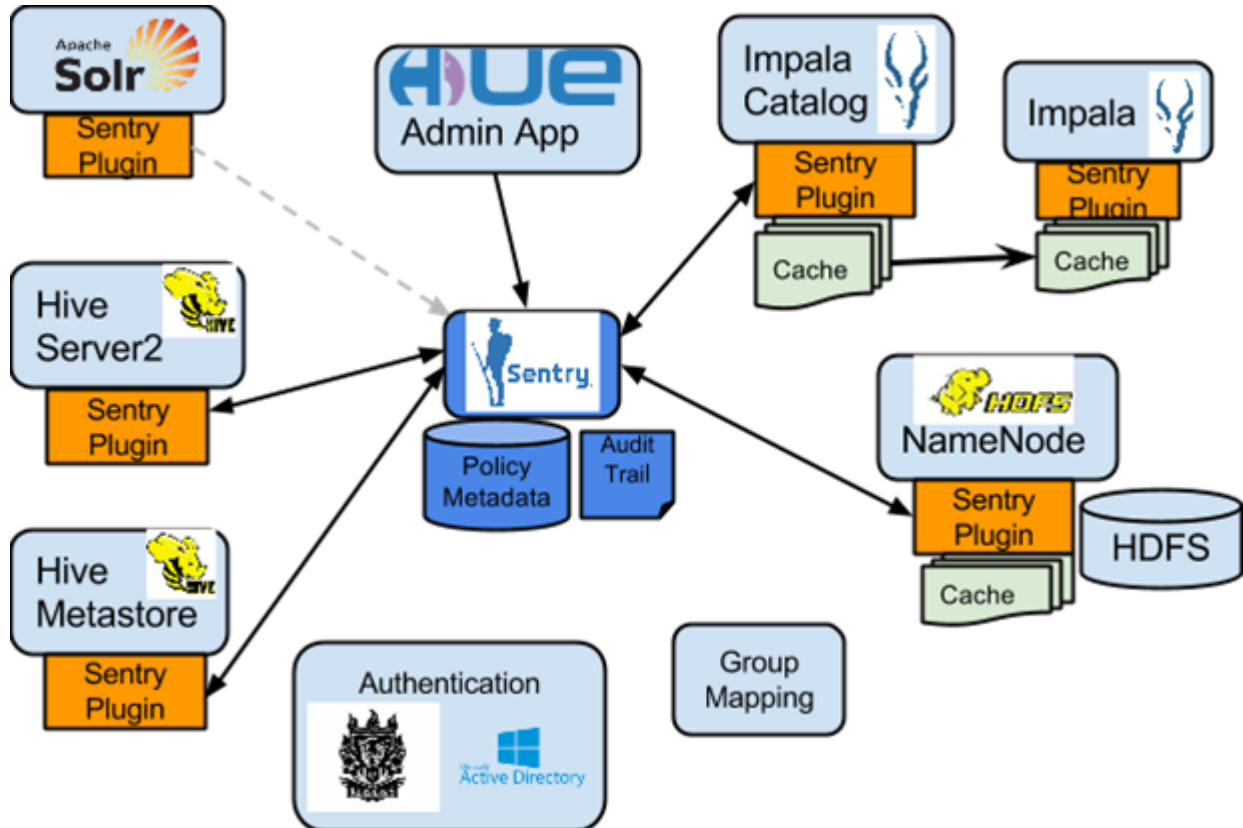 Apache
Solr
Sentry
Plugin
HUE
Admin App
Impala
Catalog
Sentry
Plugin
Cache
Impala
Sentry
Plugin
Cache
Hive
Server2
HIVE
Sentry
Plugin
Sentry
Policy
Metadata
Audit
Trail
HDFS
NameNode
Sentry
Plugin
Cache
HDFS
Hive
Metastore
HIVE
Sentry
Plugin
Authentication
Active Directory
Group
Mapping